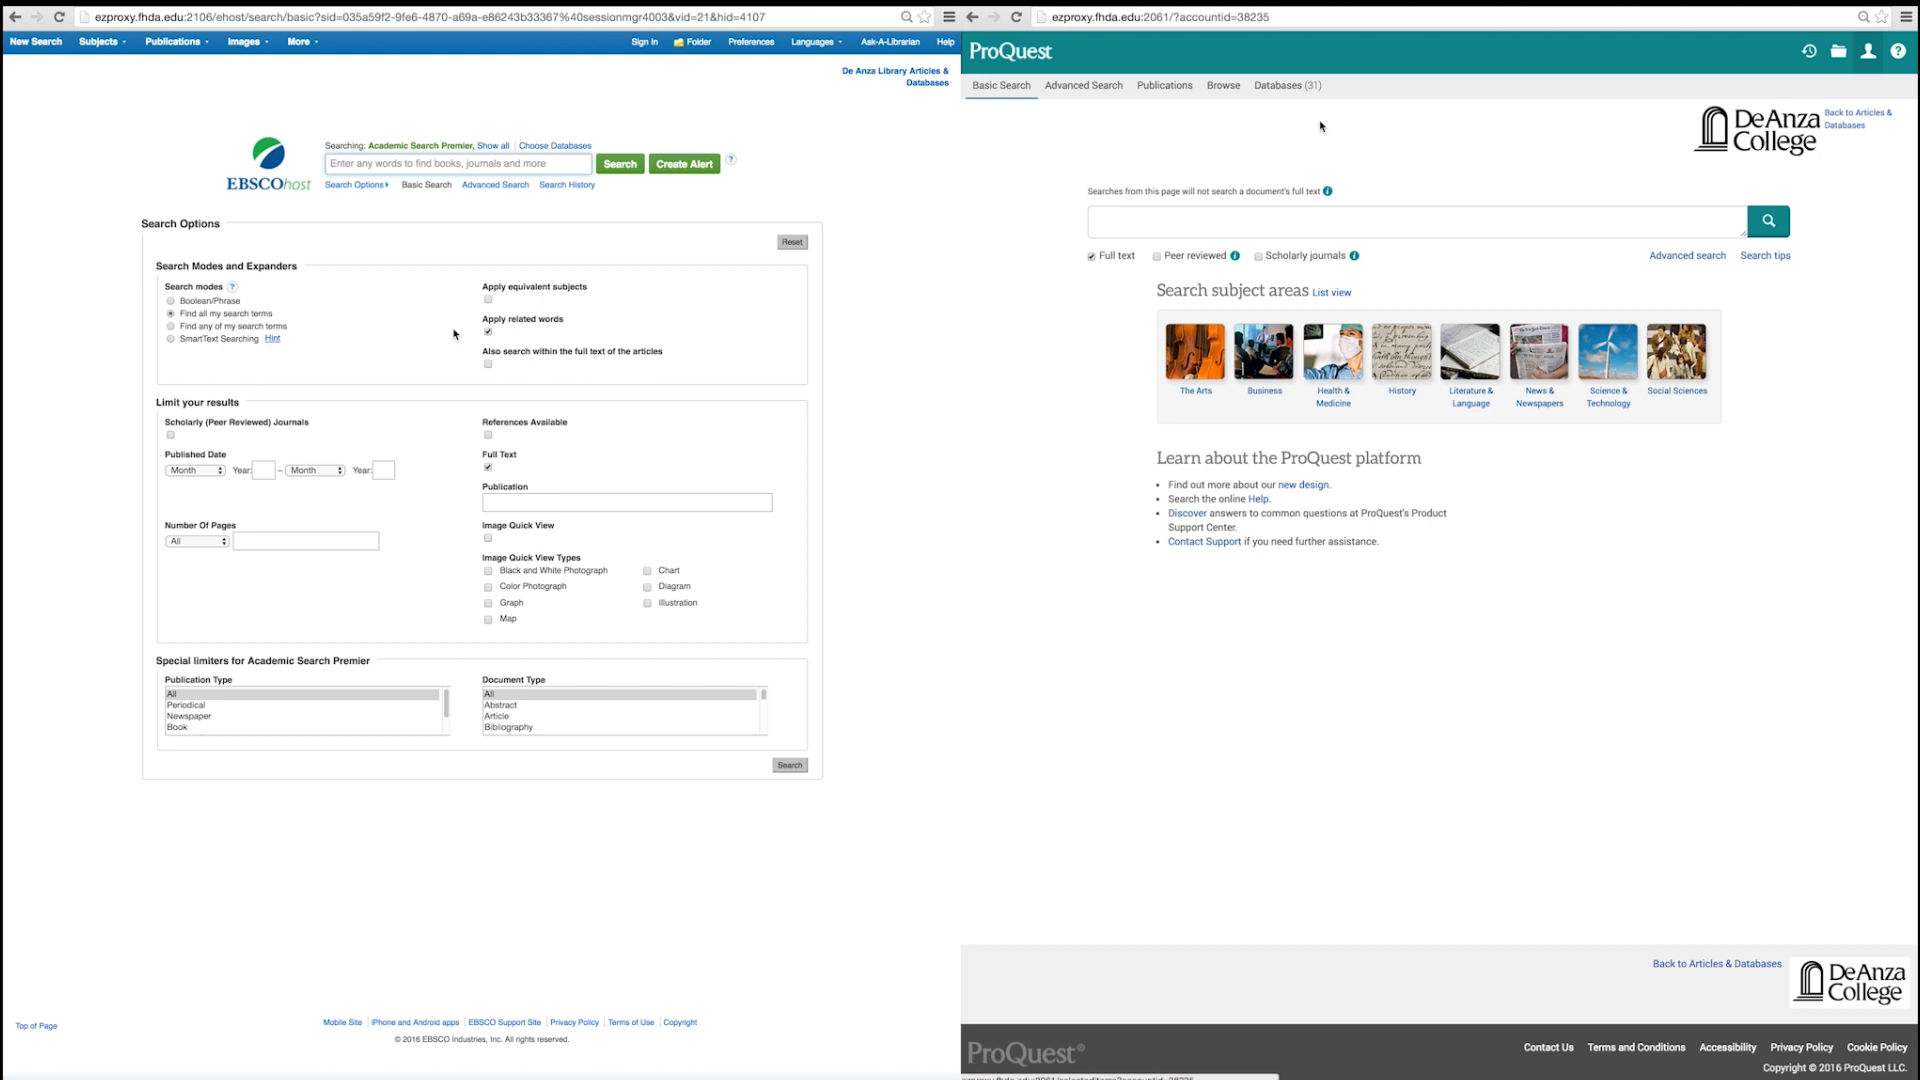 ezproxy.fhda.edu:2106/ehost/search/basic?sid=035a59f2-9fe6-4870-a69a-e86243b33367%40sessionmgr4003&vid=21&hid=4107
New Search Subjects Publications Images More Sign In Folder Preferences Languages Ask-A-Librarian Help
De Anza Library Articles &
Databases
Searching: Academic Search Premier, Show all Choose Databases
Enter any words to find books, journals and more Search Create Alert ?
EBSCOhost
Search Options Basic Search Advanced Search Search History
Search Options
Reset
Search Modes and Expanders
Search modes ?
Boolean/Phrase
Find all my search terms
Find any of my search terms
SmartText Searching Hint
Apply equivalent subjects
Apply related words
Also search within the full text of the articles
Limit your results
Scholarly (Peer Reviewed) Journals
Published Date
Month Year: – Month Year:
Number Of Pages
All
References Available
Full Text
Publication
Image Quick View
Image Quick View Types
Black and White Photograph Chart
Color Photograph Diagram
Graph Illustration
Map
Special limiters for Academic Search Premier
Publication Type
All
Periodical
Newspaper
Book
Document Type
All
Abstract
Article
Bibliography
Search
Top of Page
Mobile Site iPhone and Android apps EBSCO Support Site Privacy Policy Terms of Use Copyright
© 2016 EBSCO Industries, Inc. All rights reserved.
ezproxy.fhda.edu:2061/?accountid=38235
ProQuest
?
Basic Search Advanced Search Publications Browse Databases (31)
DeAnza
College
Back to Articles &
Databases
Searches from this page will not search a document's full text i
Full text Peer reviewed i Scholarly journals i Advanced search Search tips
Search subject areas List view
The Arts
Business
Health &
Medicine
History
Literature &
Language
News &
Newspapers
Science &
Technology
Social Sciences
Learn about the ProQuest platform
• Find out more about our new design.
• Search the online Help.
• Discover answers to common questions at ProQuest's Product
Support Center.
• Contact Support if you need further assistance.
Back to Articles & Databases
DeAnza
College
ProQuest®
Contact Us Terms and Conditions Accessibility Privacy Policy Cookie Policy
Copyright © 2016 ProQuest LLC.